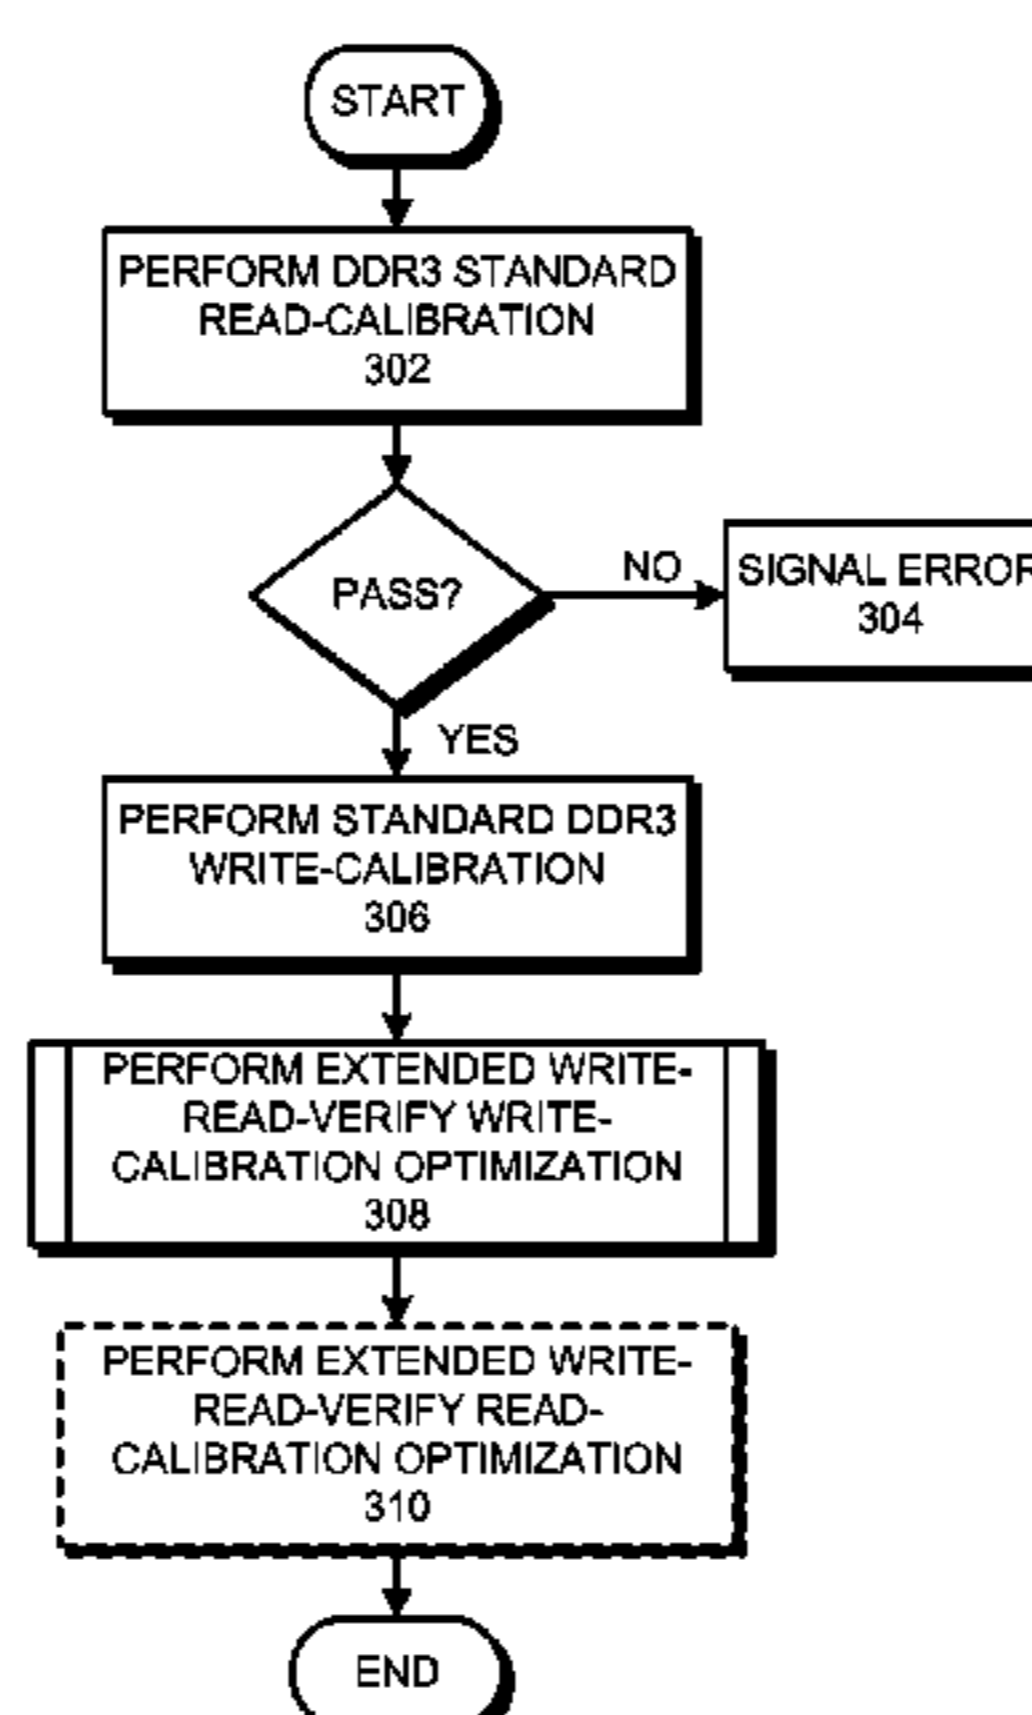 START
PERFORM DDR3 STANDARD
READ-CALIBRATION
302
PASS?
NO
SIGNAL ERROR
304
YES
PERFORM STANDARD DDR3
WRITE-CALIBRATION
306
PERFORM EXTENDED WRITE-
READ-VERIFY WRITE-
CALIBRATION OPTIMIZATION
308
PERFORM EXTENDED WRITE-
READ-VERIFY READ-
CALIBRATION OPTIMIZATION
310
END